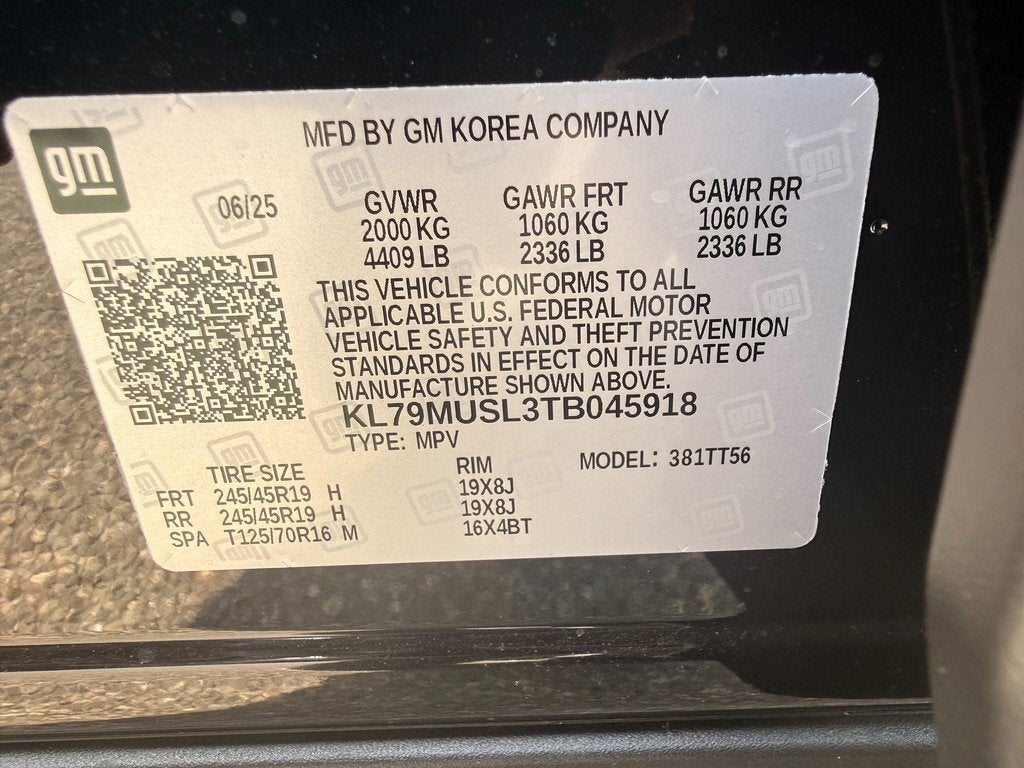 gm
MFD BY GM KOREA COMPANY
06/25 GVWR GAWR FRT GAWR RR
2000 KG 1060 KG 1060 KG
4409 LB 2336 LB 2336 LB
THIS VEHICLE CONFORMS TO ALL
APPLICABLE U.S. FEDERAL MOTOR
VEHICLE SAFETY AND THEFT PREVENTION
STANDARDS IN EFFECT ON THE DATE OF
MANUFACTURE SHOWN ABOVE.
KL79MUSL3TB045918
TYPE: MPV
TIRE SIZE RIM MODEL: 381TT56
FRT 245/45R19 H 19X8J
RR 245/45R19 H 19X8J
SPA T125/70R16 M 16X4BT